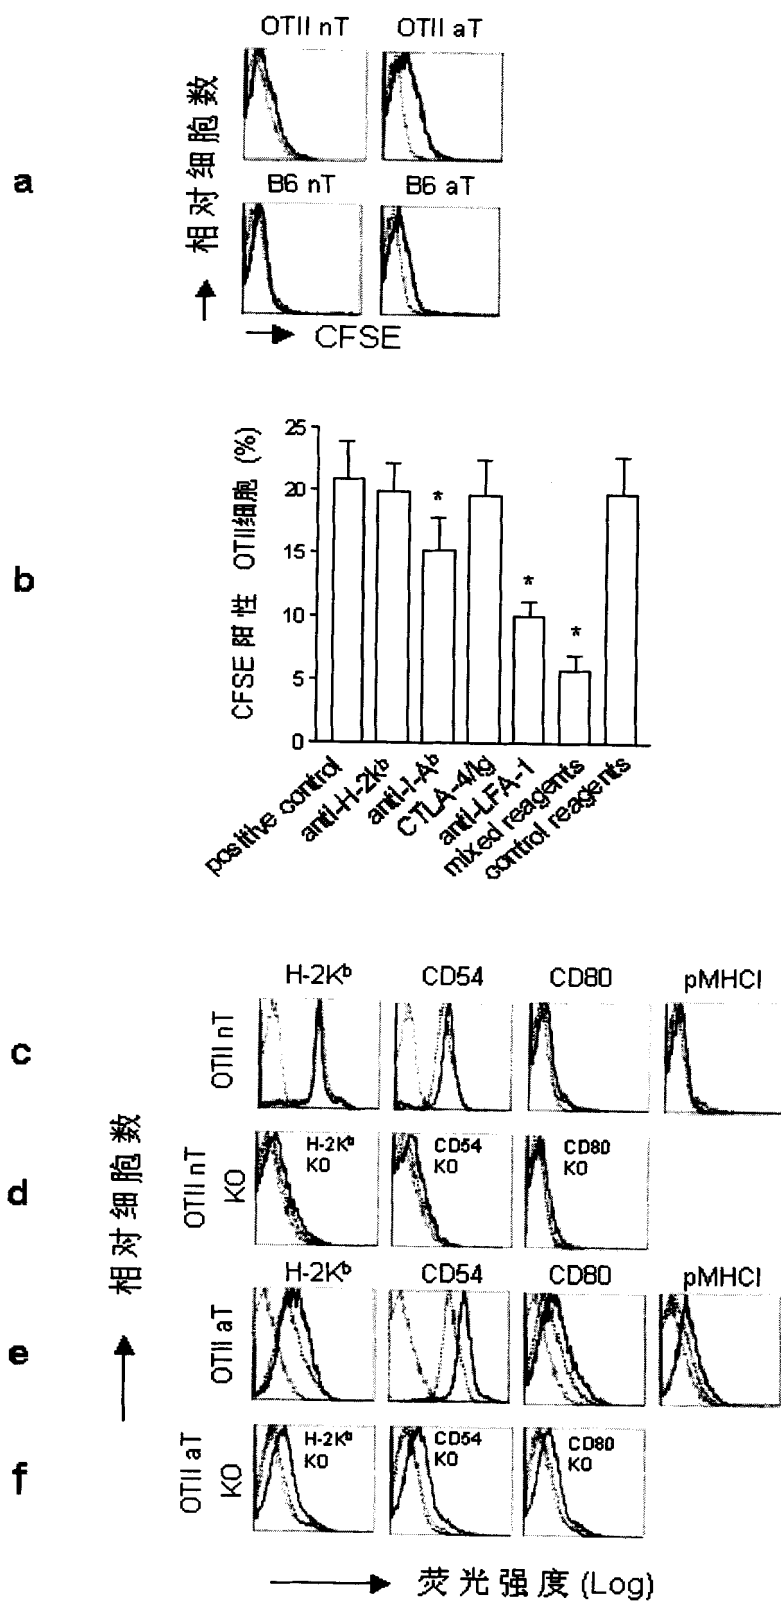 OTII nT OTII aT
a
相对细胞数
B6 nT B6 aT
CFSE
b
CFSE 阳性 OTII细胞 (%)
25
20
15
10
5
0
*
*
*
positive control
anti-H-2Kb
anti-I-Ab
CTLA-4/Ig
anti-LFA-1
mixed reagents
control reagents
H-2Kb CD54 CD80 pMHCI
c
OTII nT
相对细胞数
d
OTII nT
KO
H-2Kb
KO
CD54
KO
CD80
KO
H-2Kb CD54 CD80 pMHCI
e
OTII aT
f
OTII aT
KO
H-2Kb
KO
CD54
KO
CD80
KO
荧光强度 (Log)